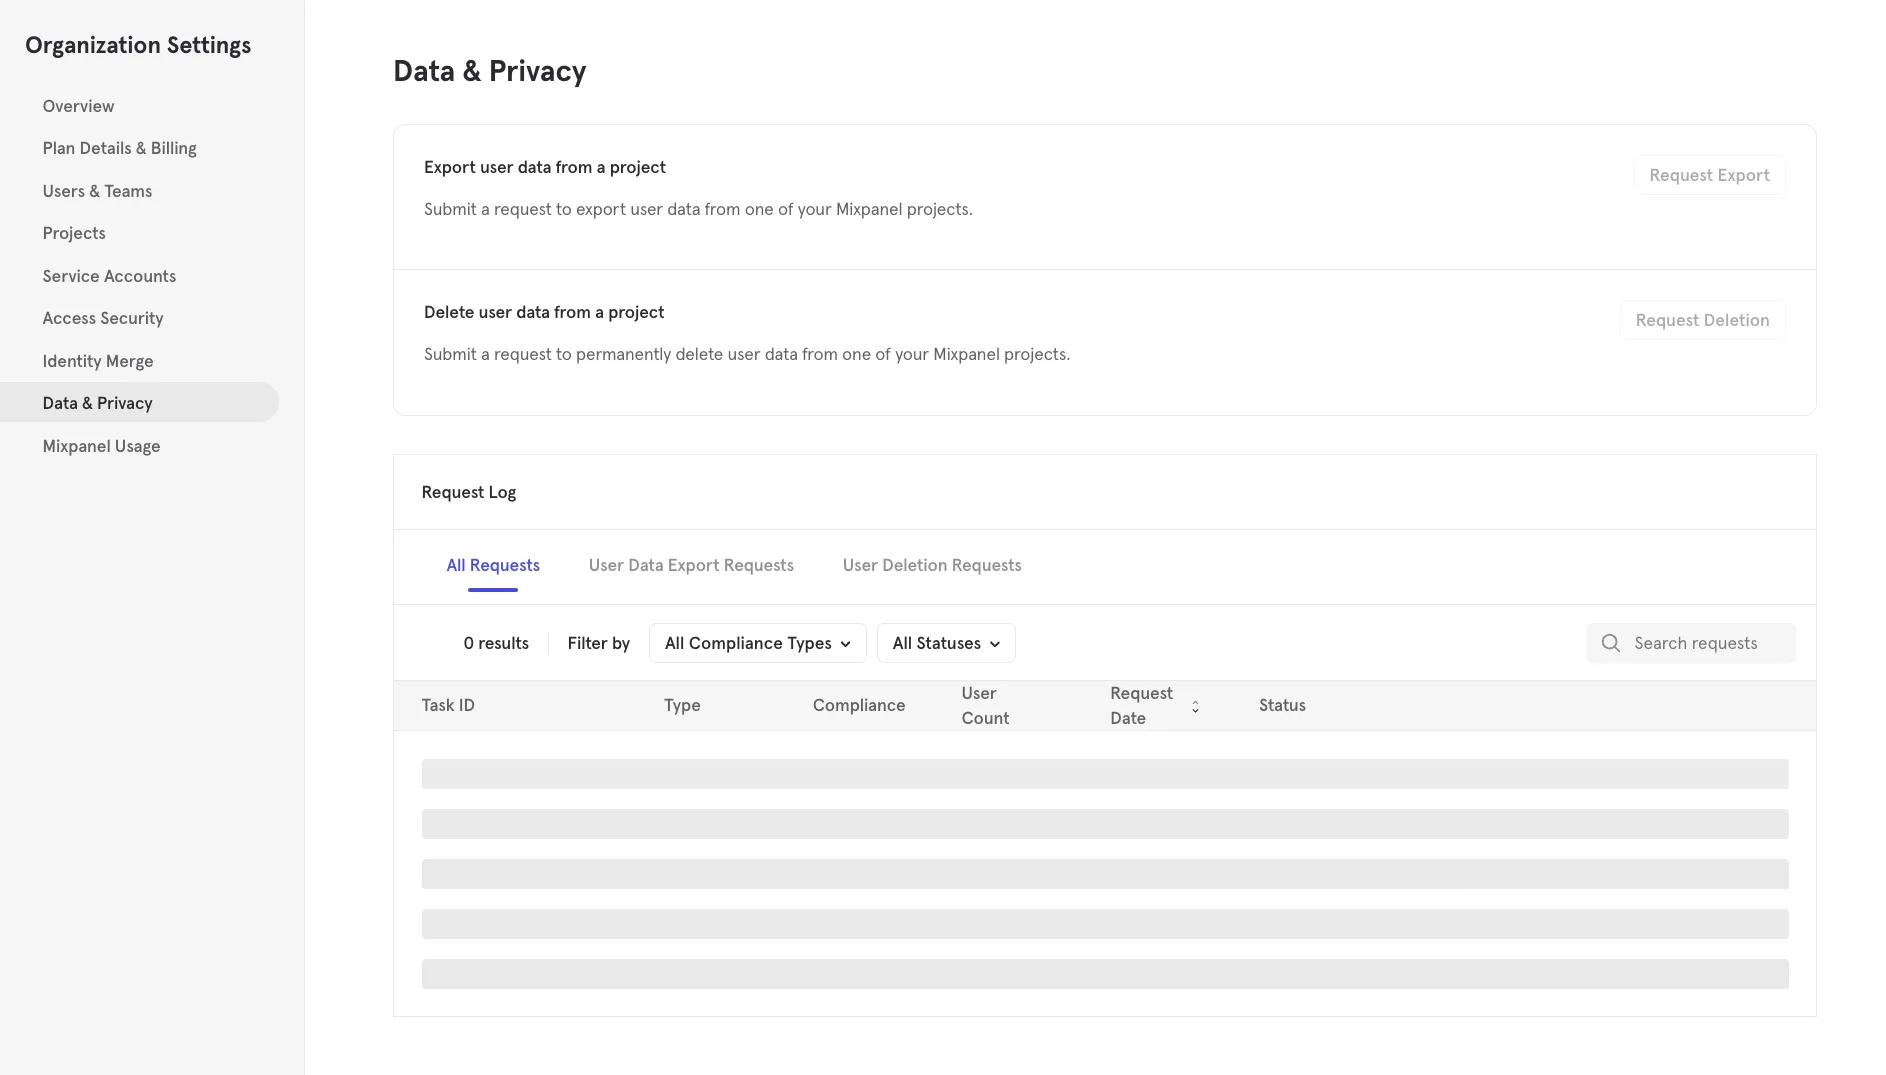 Organization Settings
Overview
Plan Details & Billing
Users & Teams
Projects
Service Accounts
Access Security
Identity Merge
Data & Privacy
Mixpanel Usage
Data & Privacy
Export user data from a project
Request Export
Submit a request to export user data from one of your Mixpanel projects.
Delete user data from a project
Request Deletion
Submit a request to permanently delete user data from one of your Mixpanel projects.
Request Log
All Requests
User Data Export Requests
User Deletion Requests
0 results
Filter by
All Compliance Types
All Statuses
Search requests
Task ID
Type
Compliance
User
Count
Request
Date
Status